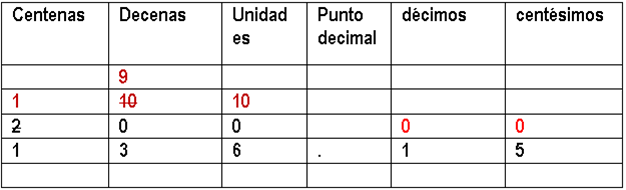 Centenas Decenas Unidad es Punto decimal décimos centésimos
9
1 10 10
2 0 0 0 0
1 3 6 . 1 5